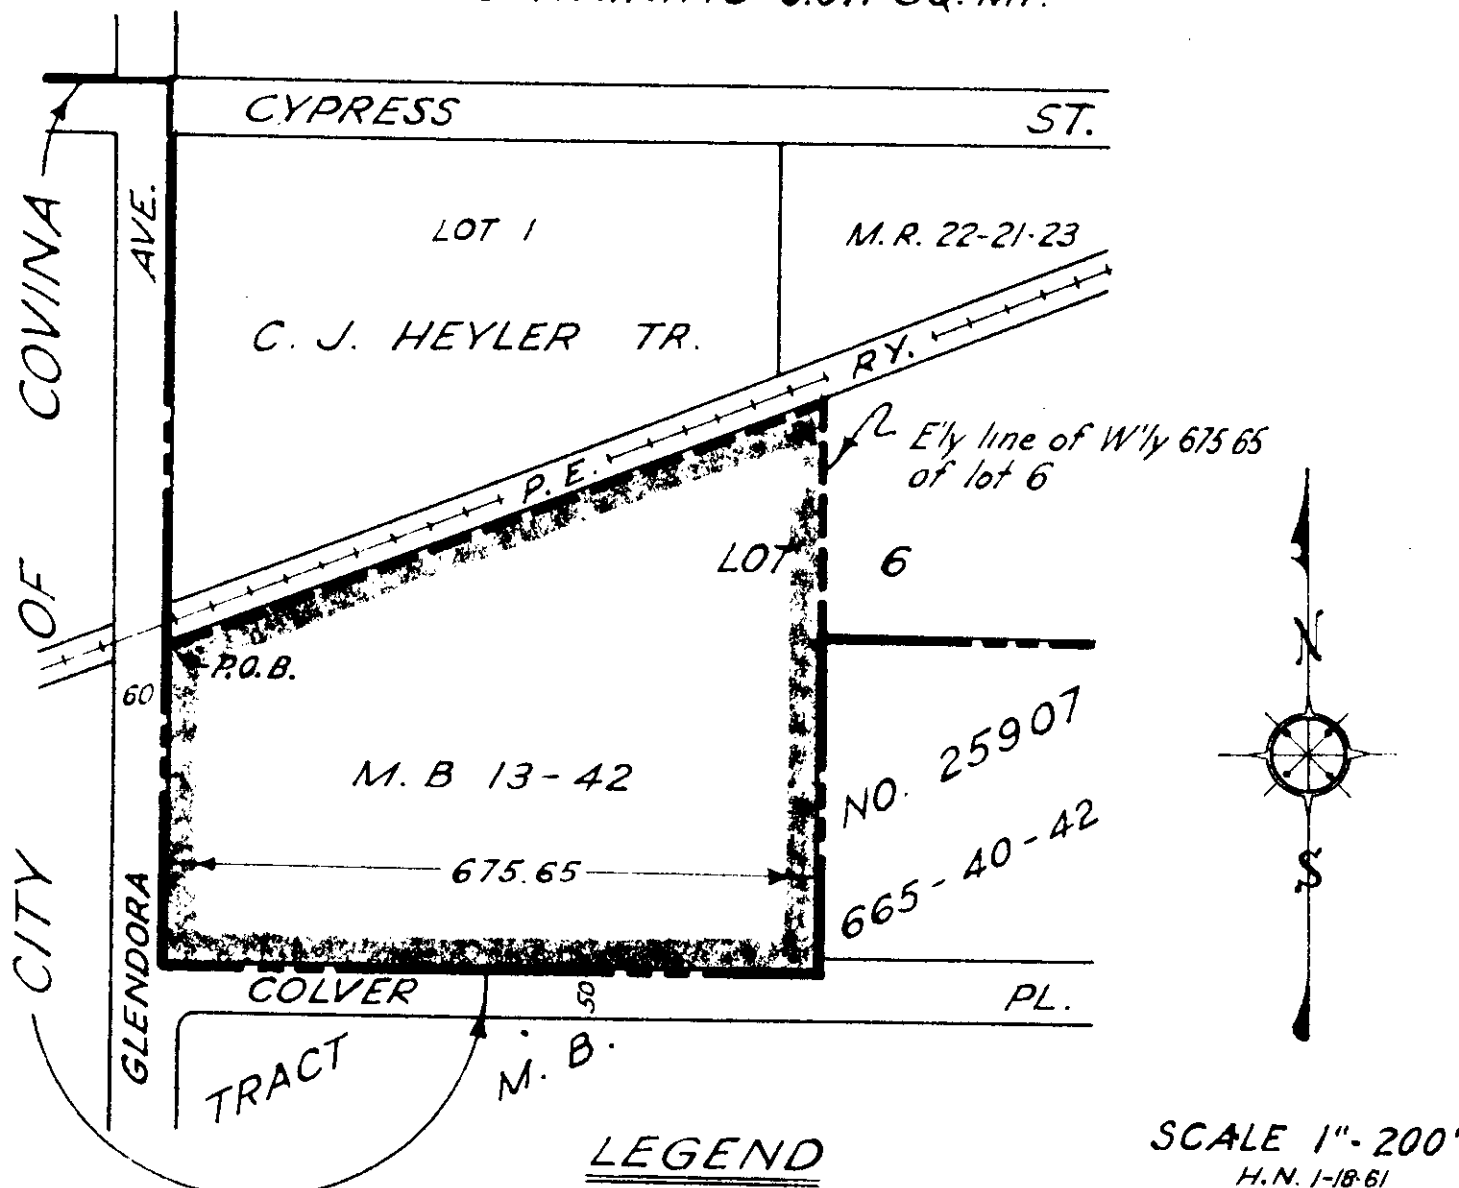 CYPRESS ST.
AVE.
LOT 1
M. R. 22-21-23
C. J. HEYLER TR.
P. E. RY.
E'ly line of W'ly 675 65
of lot 6
LOT 6
P.O.B.
60
M. B 13-42
NO. 25907
675.65
665-40-42
CITY OF COVINA
GLENDORA
COLVER PL.
50
TRACT
M. B.
N
S
LEGEND
SCALE 1"-200'
H.N. 1-18-61